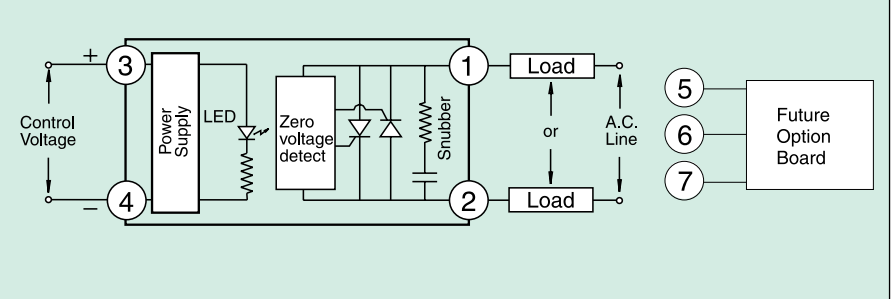 +
3
1
Load
5
Control
Voltage
Power
Supply
LED
Zero
voltage
detect
Snubber
or
A.C.
Line
6
Future
Option
Board
7
−
4
2
Load